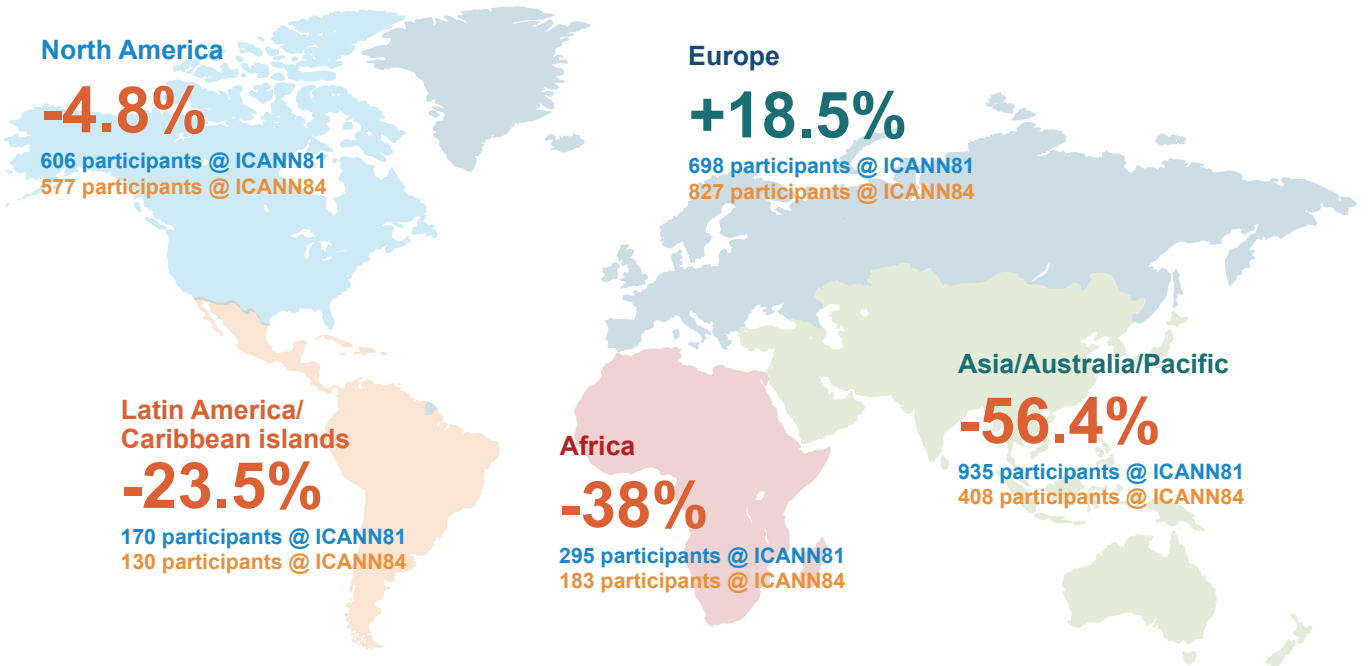 North America
-4.8%
606 participants @ ICANN81
577 participants @ ICANN84
Europe
+18.5%
698 participants @ ICANN81
827 participants @ ICANN84
Latin America/
Caribbean islands
-23.5%
170 participants @ ICANN81
130 participants @ ICANN84
Africa
-38%
295 participants @ ICANN81
183 participants @ ICANN84
Asia/Australia/Pacific
-56.4%
935 participants @ ICANN81
408 participants @ ICANN84